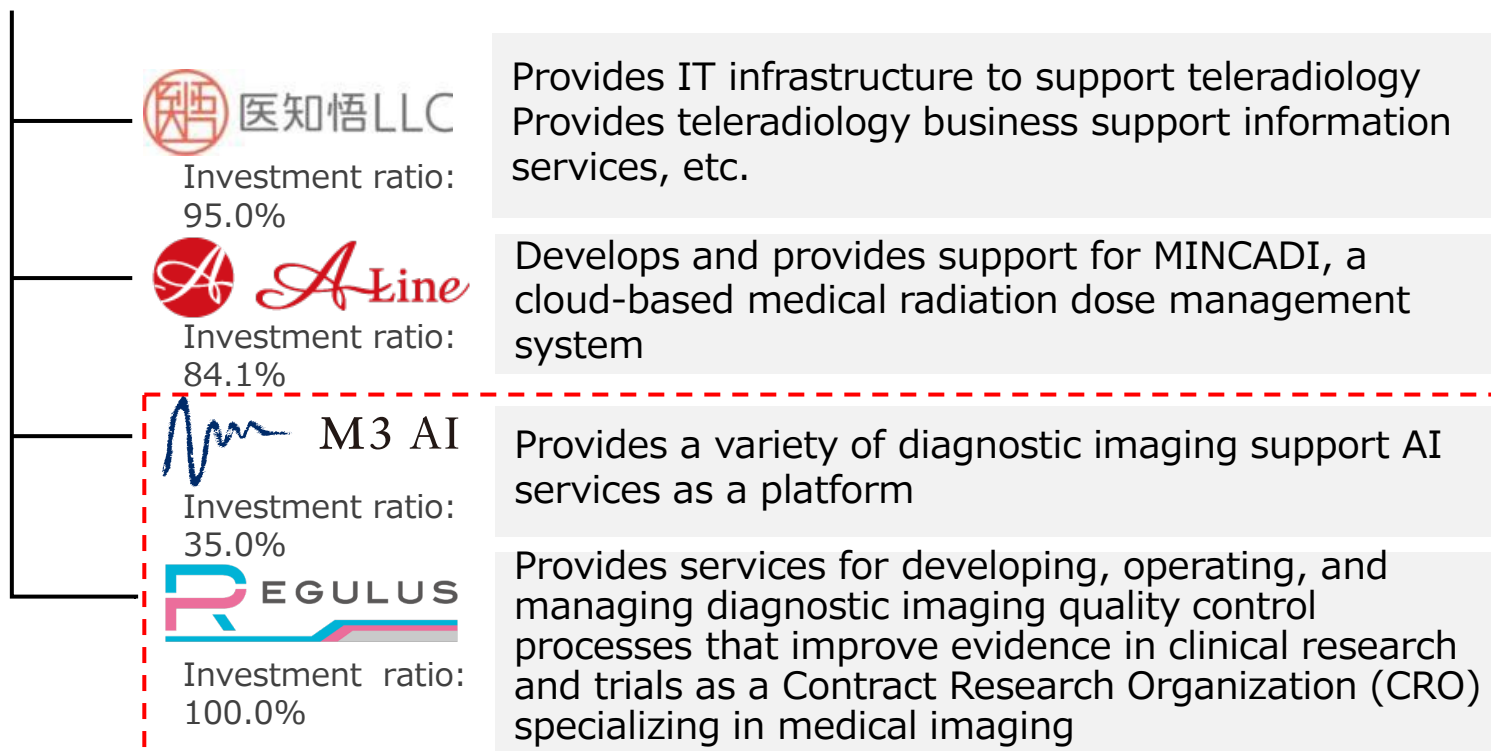 医知悟LLC
Investment ratio:
95.0%
Provides IT infrastructure to support teleradiology
Provides teleradiology business support information
services, etc.
A A-Line
Investment ratio:
84.1%
Develops and provides support for MINCADI, a
cloud-based medical radiation dose management
system
M3 AI
Investment ratio:
35.0%
Provides a variety of diagnostic imaging support AI
services as a platform
REGULUS
Investment ratio:
100.0%
Provides services for developing, operating, and
managing diagnostic imaging quality control
processes that improve evidence in clinical research
and trials as a Contract Research Organization (CRO)
specializing in medical imaging